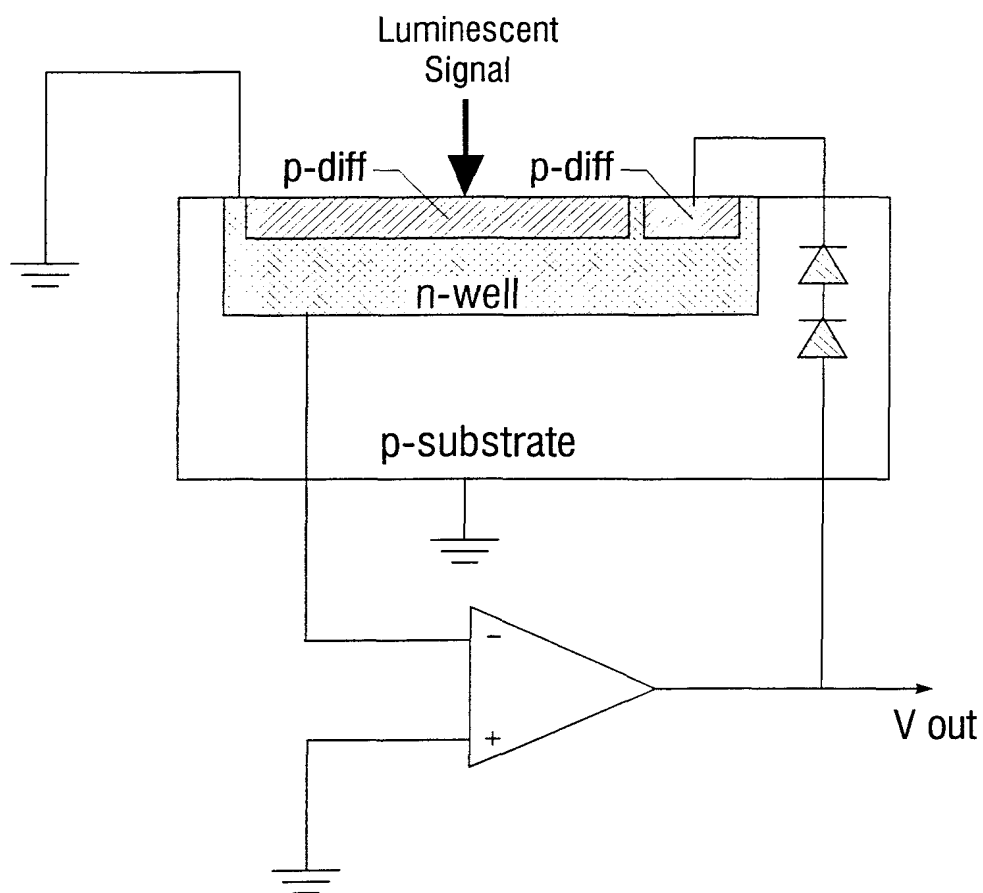 Luminescent
Signal
p-diff
p-diff
n-well
p-substrate
-
+
V out